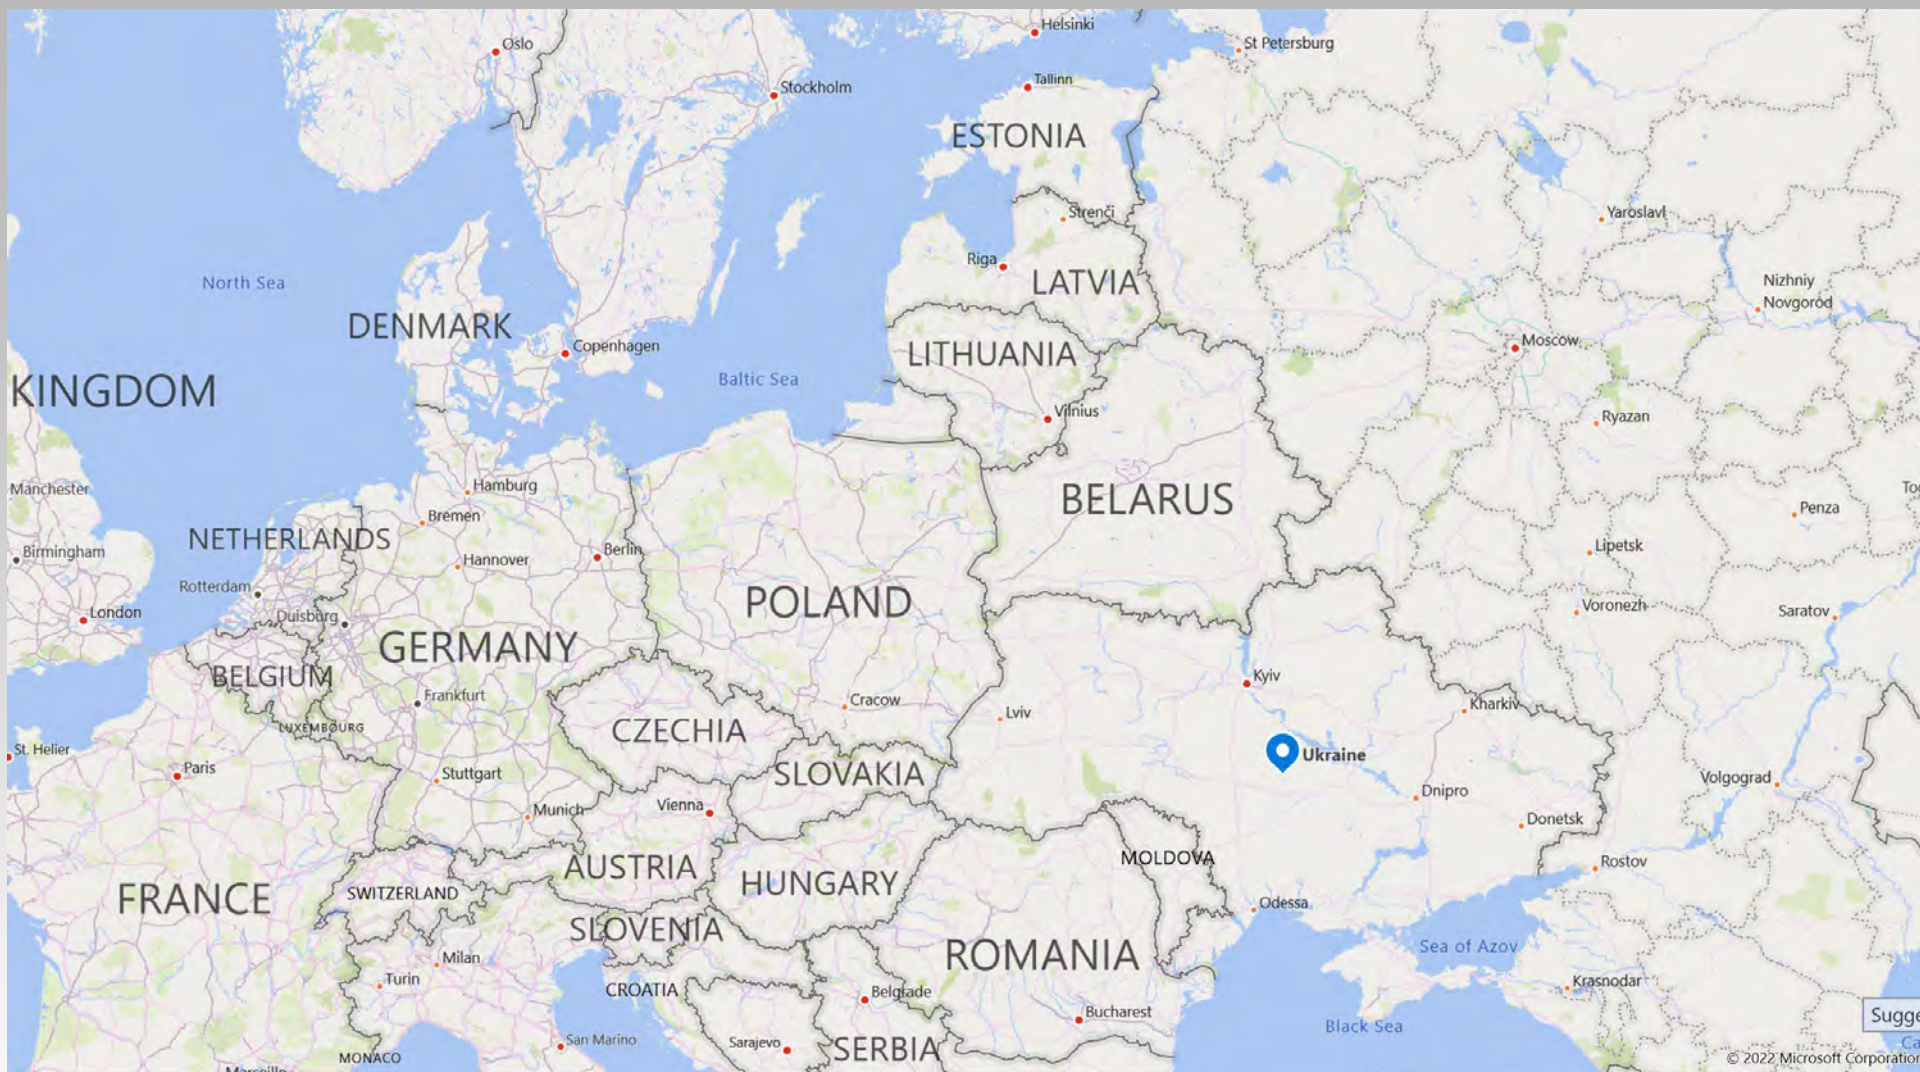 Helsinki
Oslo
St Petersburg
Tallinn
Stockholm
ESTONIA
Strenči
Yaroslavl
Riga
LATVIA
North Sea
Nizhniy
Novgorod
DENMARK
Copenhagen
Moscow
LITHUANIA
Baltic Sea
KINGDOM
Vilnius
Ryazan
Manchester
Hamburg
BELARUS
Penza
Bremen
NETHERLANDS
Birmingham
Hannover
Berlin
Lipetsk
Rotterdam
London
Duisburg
POLAND
Voronezh
Saratov
GERMANY
BELGIUM
Kyiv
Frankfurt
Cracow
Lviv
Kharkiv
LUXEMBOURG
CZECHIA
St. Helier
Ukraine
Paris
Stuttgart
SLOVAKIA
Volgograd
Dnipro
Munich
Vienna
Donetsk
MOLDOVA
Rostov
AUSTRIA
HUNGARY
SWITZERLAND
FRANCE
Odessa
SLOVENIA
Sea of Azov
ROMANIA
Milan
Turin
CROATIA
Belgrade
Krasnodar
Bucharest
Black Sea
San Marino
Sarajevo
SERBIA
MONACO
© 2022 Microsoft Corporation